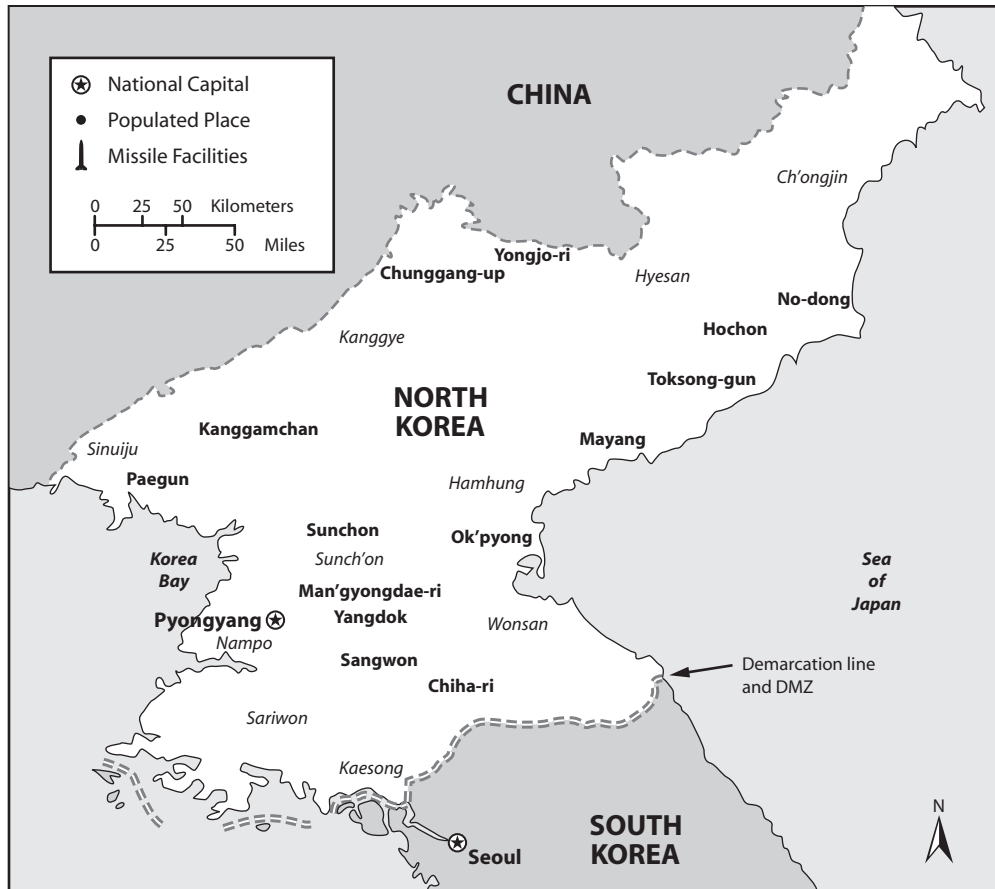 National Capital
Populated Place
Missile Facilities
0 25 50 Kilometers
0 25 50 Miles
CHINA
Ch'ongjin
Yongjo-ri
Chunggang-up
Hyesan
No-dong
Hochon
Kanggye
Toksong-gun
NORTH
KOREA
Kanggamchan
Mayang
Sinuiju
Paegun
Hamhung
Sunchon
Ok'pyong
Korea
Bay
Sunch'on
Sea
of
Japan
Man'gyongdae-ri
Pyongyang
Yangdok
Wonsan
Nampo
Sangwon
Demarcation line
and DMZ
Chiha-ri
Sariwon
Kaesong
N
SOUTH
KOREA
Seoul